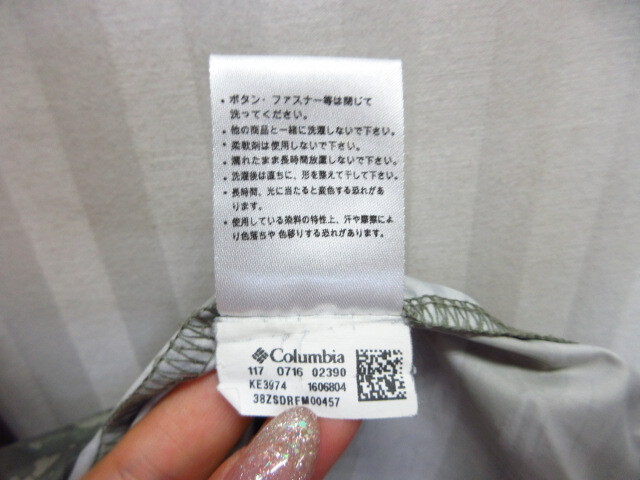 ・ボタン・ファスナー等は閉じて
洗ってください。
・他の商品と一緒に洗濯しないで下さい。
・柔軟剤は使用しないで下さい。
・濡れたまま長時間放置しないで下さい。
・洗濯後は直ちに、形を整えて干して下さい。
・長時間、光に当たると変色する恐れがあ
ります。
・使用している染料の特性上、汗や摩擦によ
り色落ちや色移りする恐れがあります。
Columbia
117 0716 02390
KE3974 1606804
38ZSDRFM00457